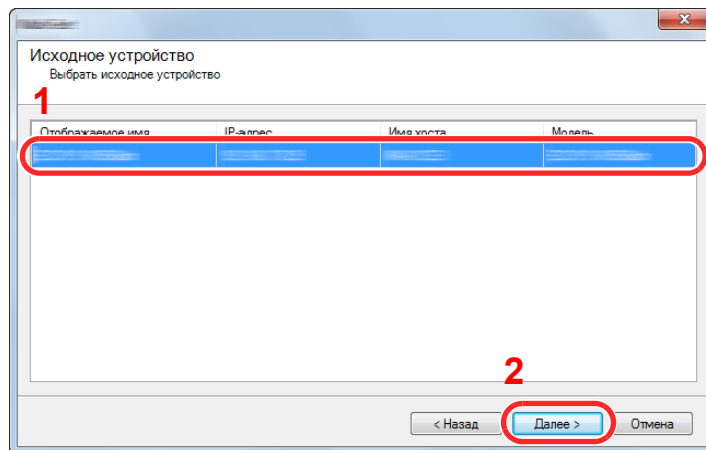 Исходное устройство
Выбрать исходное устройство
1
Отображаемое имя IP-адрес Имя хоста Модель
2
< Назад Далее > Отмена